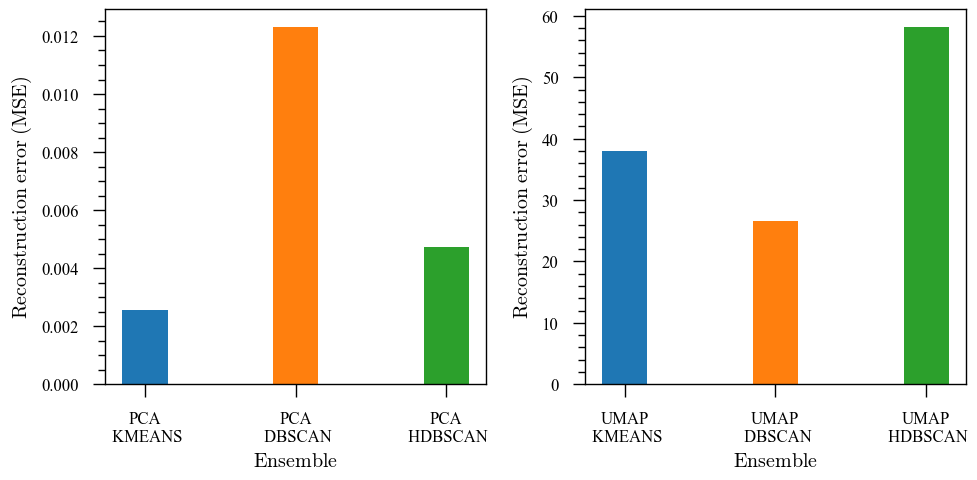 Reconstruction error (MSE)
0.012
0.010
0.008
0.006
0.004
0.002
0.000
PCA
KMEANS
PCA
DBSCAN
PCA
HDBSCAN
Ensemble
Reconstruction error (MSE)
60
50
40
30
20
10
0
UMAP
KMEANS
UMAP
DBSCAN
UMAP
HDBSCAN
Ensemble